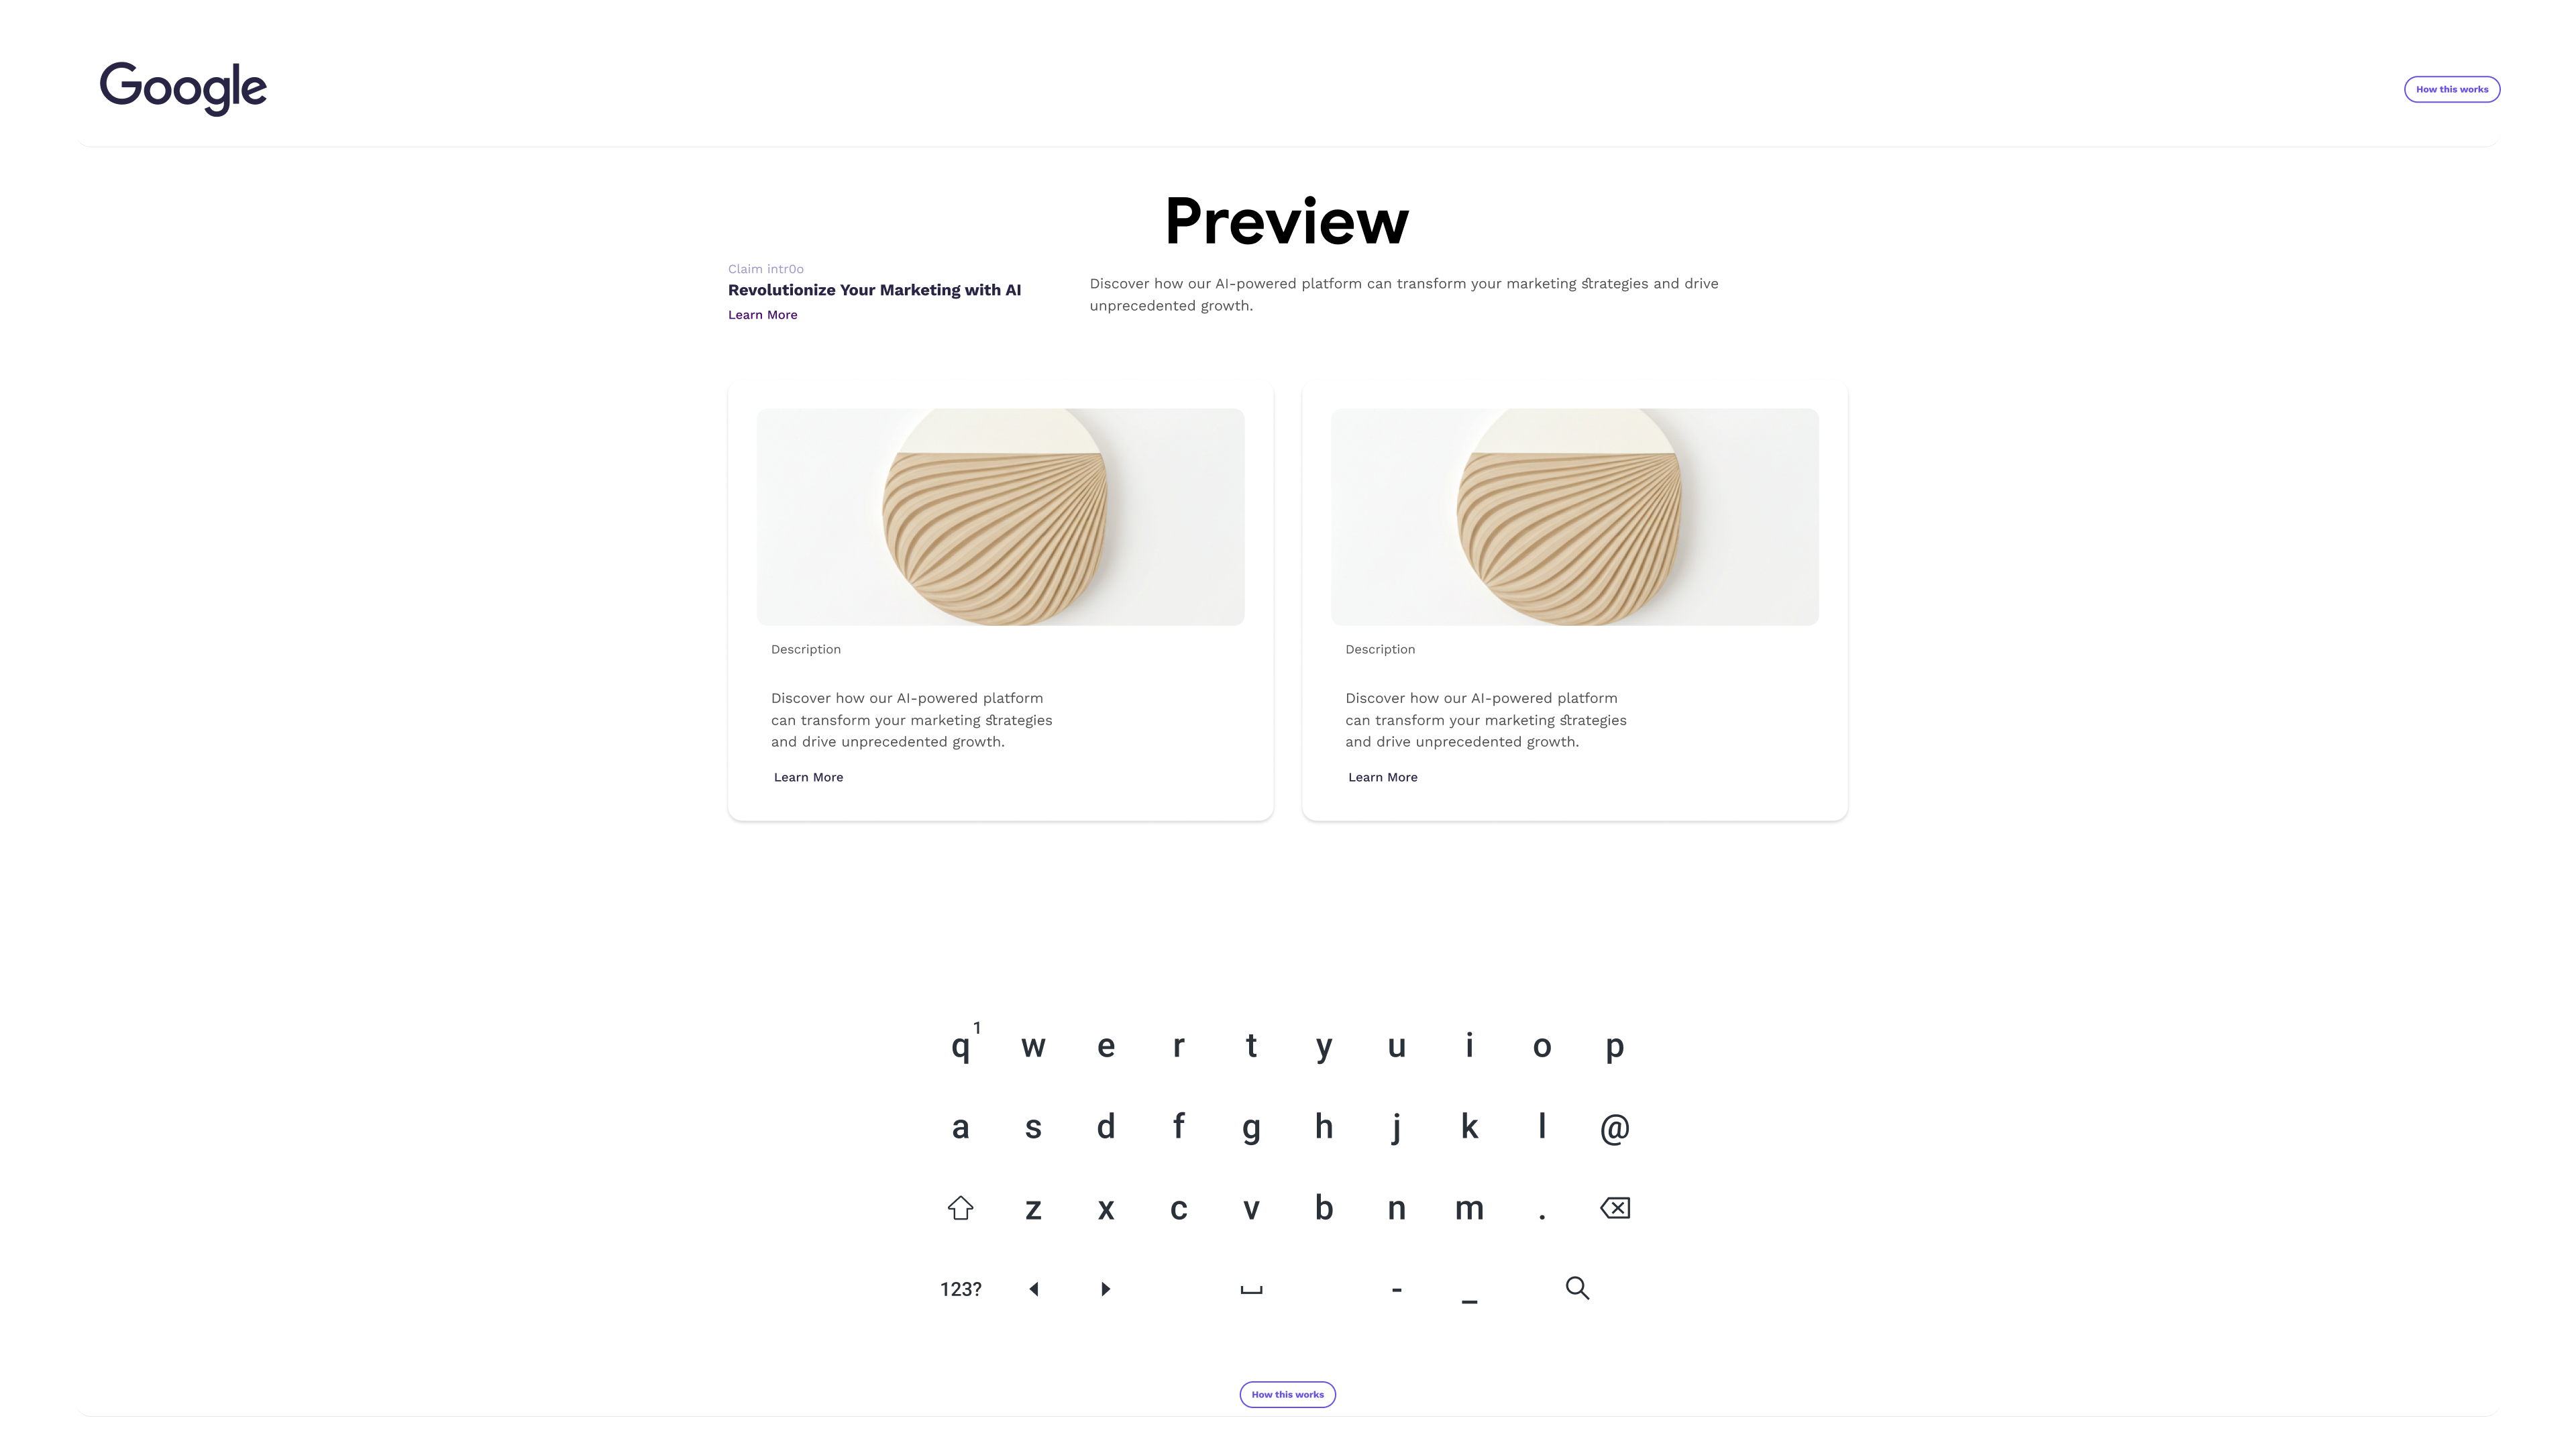 Google
How this works
Preview
Claim intr0o
Revolutionize Your Marketing with AI
Learn More
Discover how our AI-powered platform can transform your marketing strategies and drive
unprecedented growth.
Description
Discover how our AI-powered platform
can transform your marketing strategies
and drive unprecedented growth.
Learn More
Description
Discover how our AI-powered platform
can transform your marketing strategies
and drive unprecedented growth.
Learn More
q 1 w e r t y u i o p
a s d f g h j k l @
z x c v b n m .
123? - _
How this works